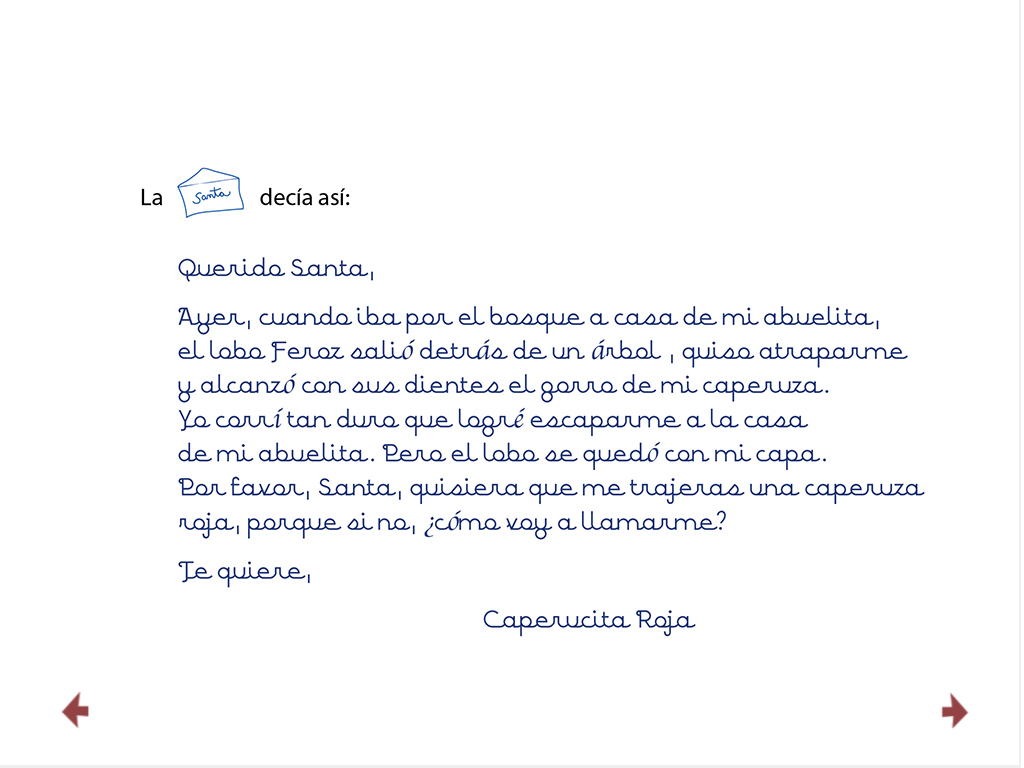 La Santa decía así:
Querido Santa,
Ayer, cuando iba por el bosque a casa de mi abuelita,
el lobo Feroz salió detrás de un árbol , quiso atraparme
y alcanzó con sus dientes el gorro de mi caperuza.
Yo corrí tan duro que logré escaparme a la casa
de mi abuelita. Pero el lobo se quedó con mi capa.
Por favor, Santa, quisiera que me trajeras una caperuza
roja, porque si no, ¿cómo voy a llamarme?
Te quiere,
Caperucita Roja